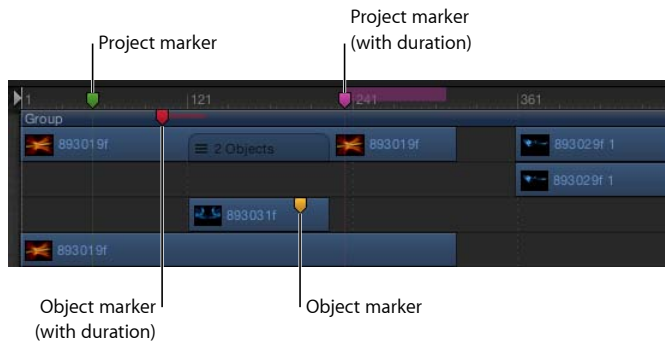 Project marker
Project marker
(with duration)
1
121
241
361
Group
893019f
2 Objects
893019f
893029f 1
893029f 1
893031f
893019f
Object marker
(with duration)
Object marker